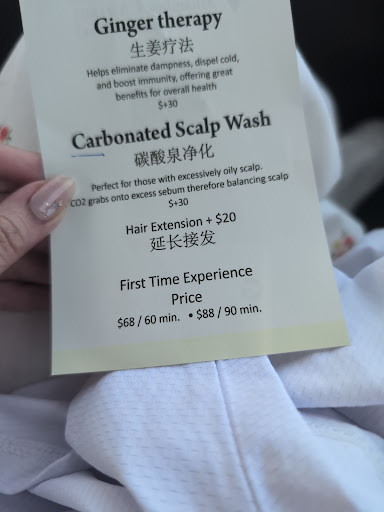 Ginger therapy
生姜疗法
Helps eliminate dampness, dispel cold,
and boost immunity, offering great
benefits for overall health
$+30
Carbonated Scalp Wash
碳酸泉净化
Perfect for those with excessively oily scalp.
CO2 grabs onto excess sebum therefore balancing scalp
$+30
Hair Extension + $20
延长接发
First Time Experience
Price
$68 / 60 min. • $88 / 90 min.